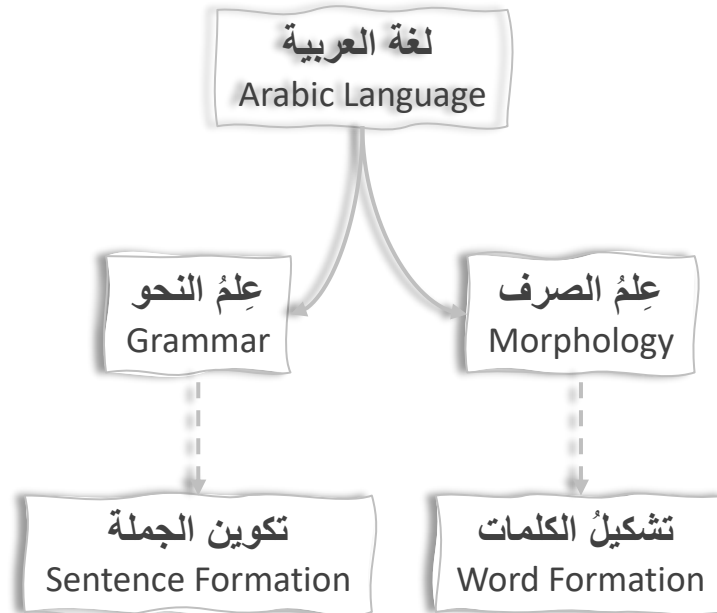 لغة العربية
Arabic Language
عِلمُ النحو
Grammar
عِلمُ الصرف
Morphology
تكوين الجملة
Sentence Formation
تشكيلُ الكلمات
Word Formation